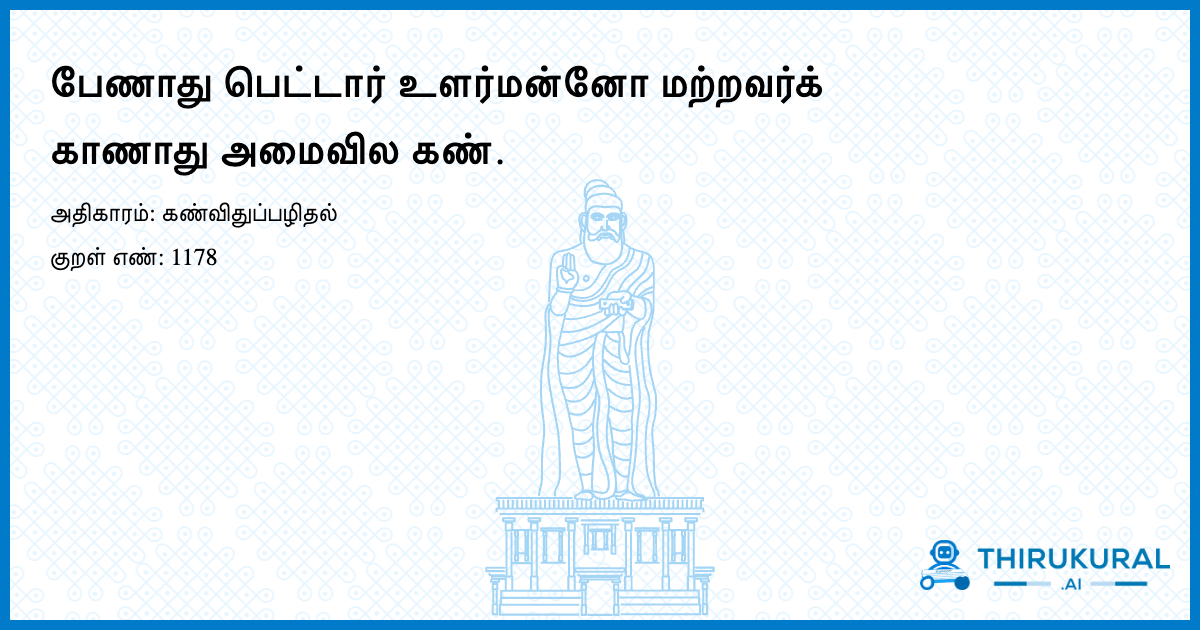 பேணாது பெட்டார் உளர்மன்னோ மற்றவர்க்
காணாது அமைவில கண்.
அதிகாரம்: கண்விதுப்பழிதல்
குறள் எண்: 1178
THIRUKURAL
.AI